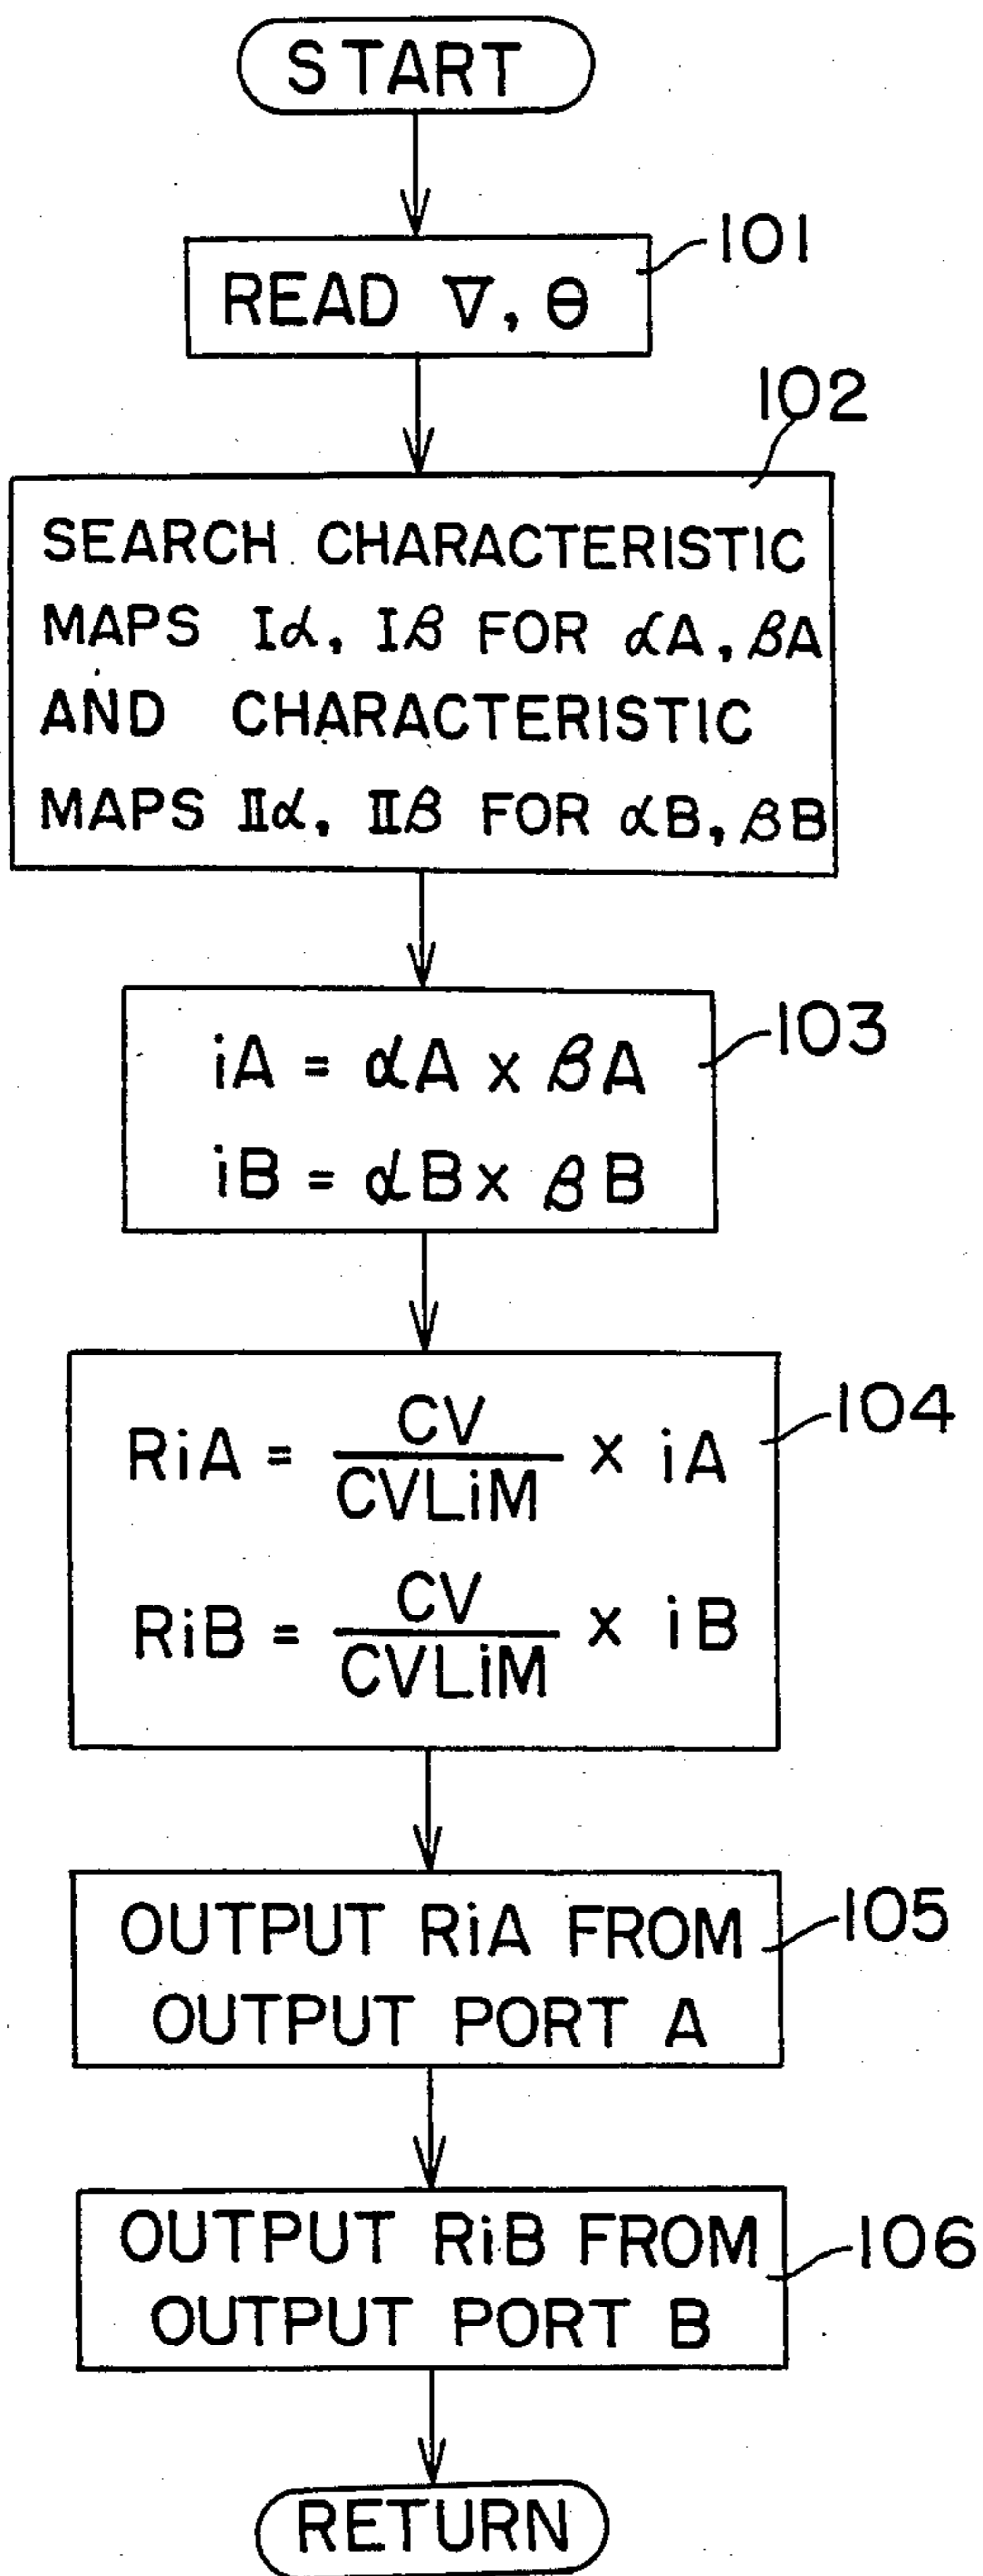 START
101
READ V, θ
102
SEARCH CHARACTERISTIC
MAPS Iα, Iβ FOR αA, βA
AND CHARACTERISTIC
MAPS IIα, IIβ FOR αB, βB
103
iA = αA x βA
iB = αB x βB
104
RiA = CV / CVLiM x iA
RiB = CV / CVLiM x iB
105
OUTPUT RiA FROM
OUTPUT PORT A
106
OUTPUT RiB FROM
OUTPUT PORT B
RETURN